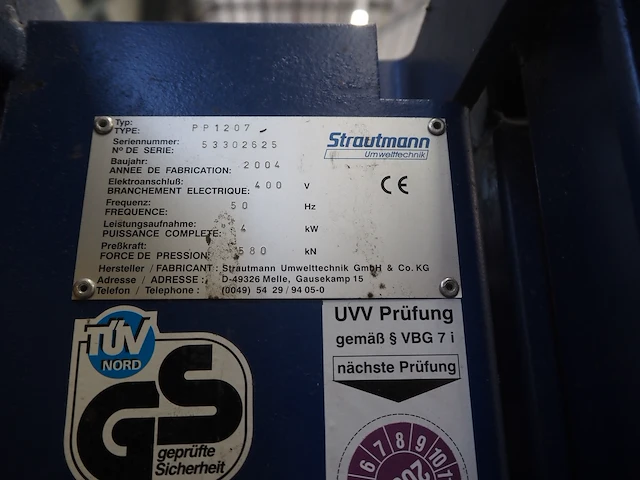 Typ:
TYPE: PP1207
Strautmann
Umwelttechnik
Seriennummer:
Nº DE SERIE: 53302625
Baujahr:
ANNEE DE FABRICATION: 2004
CE
Elektroanschluß:
BRANCHEMENT ELECTRIQUE: 400 V
Frequenz:
FREQUENCE: 50 Hz
Leistungsaufnahme:
PUISSANCE COMPLETE: 4 kW
Preßkraft:
FORCE DE PRESSION: 580 kN
Hersteller / FABRICANT : Strautmann Umwelttechnik GmbH & Co. KG
Adresse / ADRESSE : D-49326 Melle, Gausekamp 15
Telefon / Telephone : (0049) 54 29 / 94 05-0
TÜV
NORD
GS
geprüfte
Sicherheit
UVV Prüfung
gemäß § VBG 7 i
nächste Prüfung
6 7 8 9 10